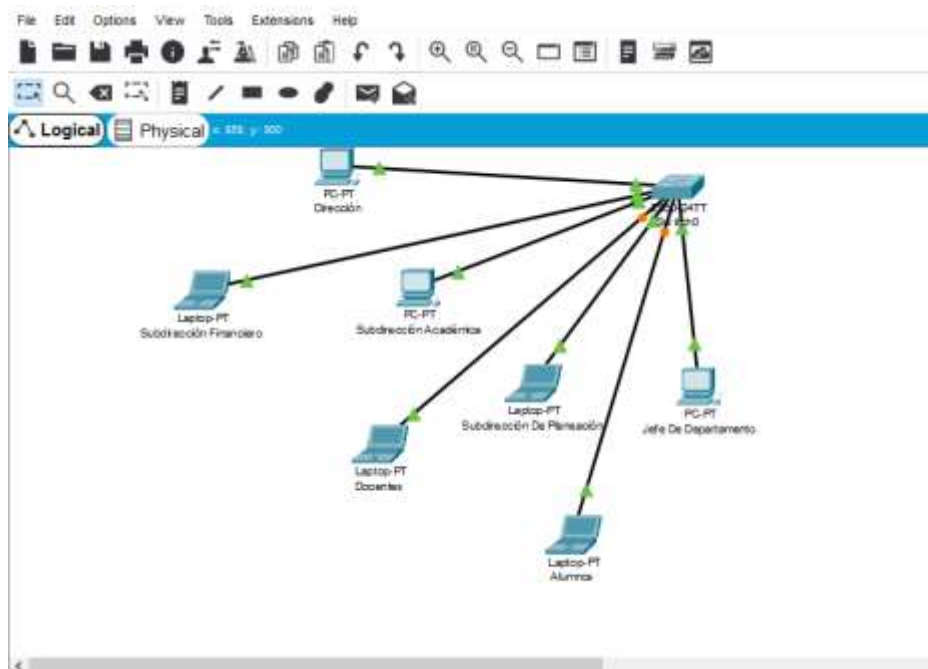 File Edit Options View Tools Extensions Help
Logical Physical
PC-PT
Dirección
Laptop-PT
Subdirección Financiero
PC-PT
Subdirección Académica
Laptop-PT
Subdirección De Planeación
PC-PT
Jefe De Departamento
Laptop-PT
Docentes
Laptop-PT
Alumnos